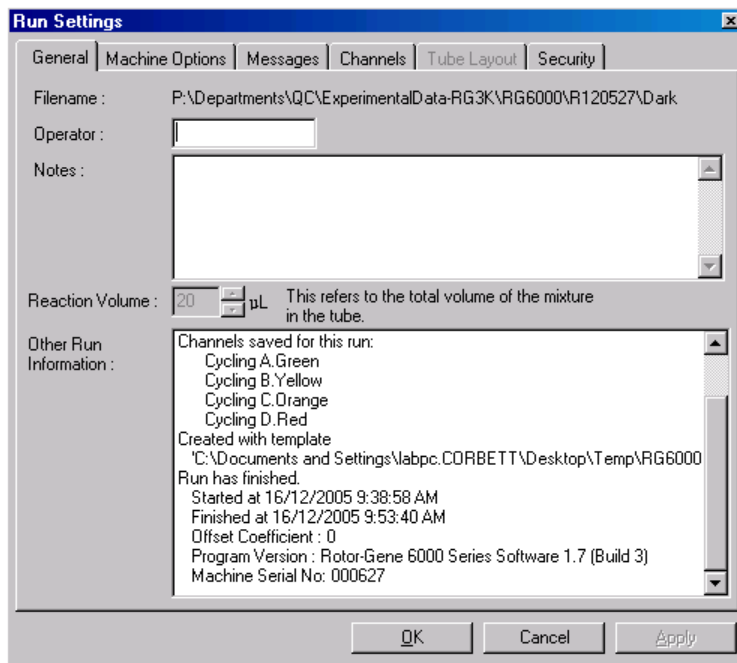 Run Settings
General Machine Options Messages Channels Tube Layout Security
Filename : P:\Departments\QC\ExperimentalData-RG3K\RG6000\R120527\Dark
Operator :
Notes :
Reaction Volume : 20 µL This refers to the total volume of the mixture
in the tube.
Other Run
Information :
Channels saved for this run:
Cycling A.Green
Cycling B.Yellow
Cycling C.Orange
Cycling D.Red
Created with template
'C:\Documents and Settings\labpc.CORBETT\Desktop\Temp\RG6000
Run has finished.
Started at 16/12/2005 9:38:58 AM
Finished at 16/12/2005 9:53:40 AM
Offset Coefficient : 0
Program Version : Rotor-Gene 6000 Series Software 1.7 (Build 3)
Machine Serial No: 000627
OK Cancel Apply